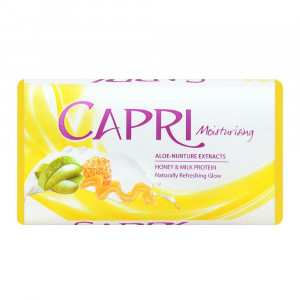 CAPRI
Moisturising
ALOE-NURTURE EXTRACTS
HONEY & MILK PROTEIN
Naturally Refreshing Glow